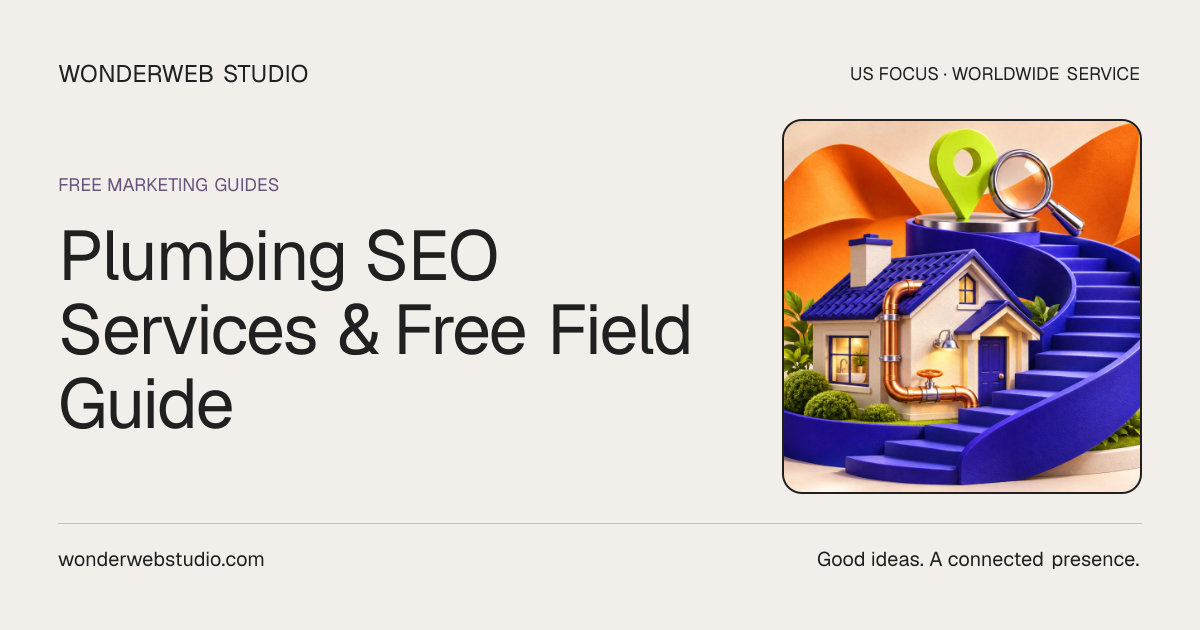 WONDERWEB STUDIO
US FOCUS · WORLDWIDE SERVICE
FREE MARKETING GUIDES
Plumbing SEO
Services & Free Field
Guide
wonderwebstudio.com
Good ideas. A connected presence.